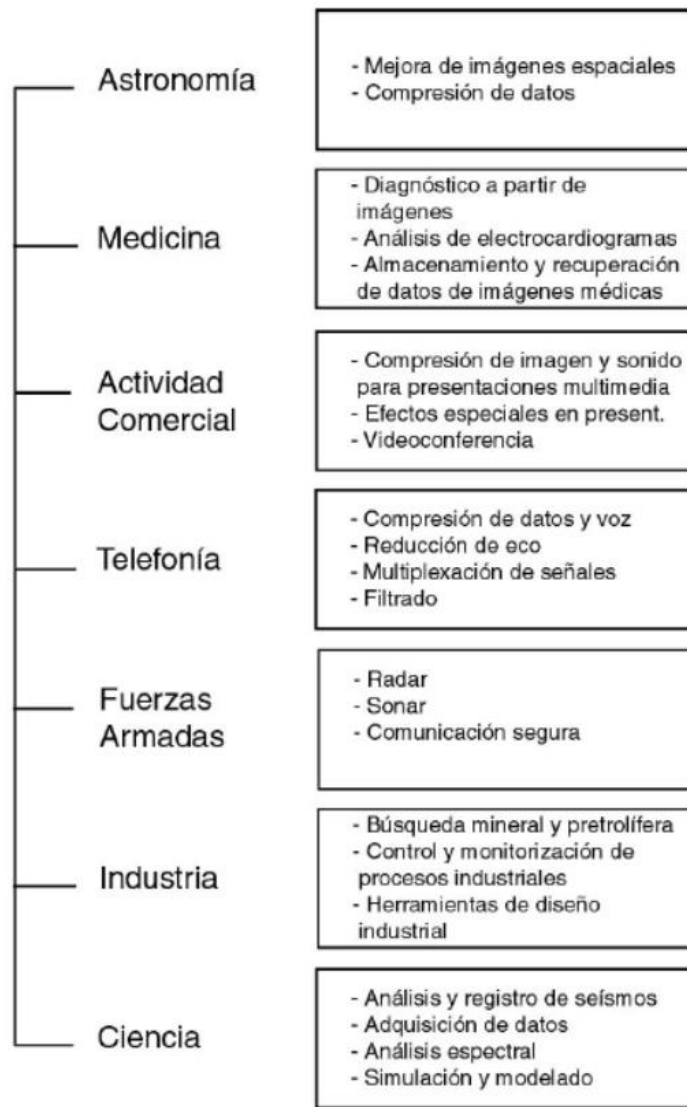 Astronomía
- Mejora de imágenes espaciales
- Compresión de datos
Medicina
- Diagnóstico a partir de
imágenes
- Análisis de electrocardiogramas
- Almacenamiento y recuperación
de datos de imágenes médicas
Actividad
Comercial
- Compresión de imagen y sonido
para presentaciones multimedia
- Efectos especiales en present.
- Videoconferencia
Telefonía
- Compresión de datos y voz
- Reducción de eco
- Multiplexación de señales
- Filtrado
Fuerzas
Armadas
- Radar
- Sonar
- Comunicación segura
Industria
- Búsqueda mineral y pretrolífera
- Control y monitorización de
procesos industriales
- Herramientas de diseño
industrial
Ciencia
- Análisis y registro de seísmos
- Adquisición de datos
- Análisis espectral
- Simulación y modelado